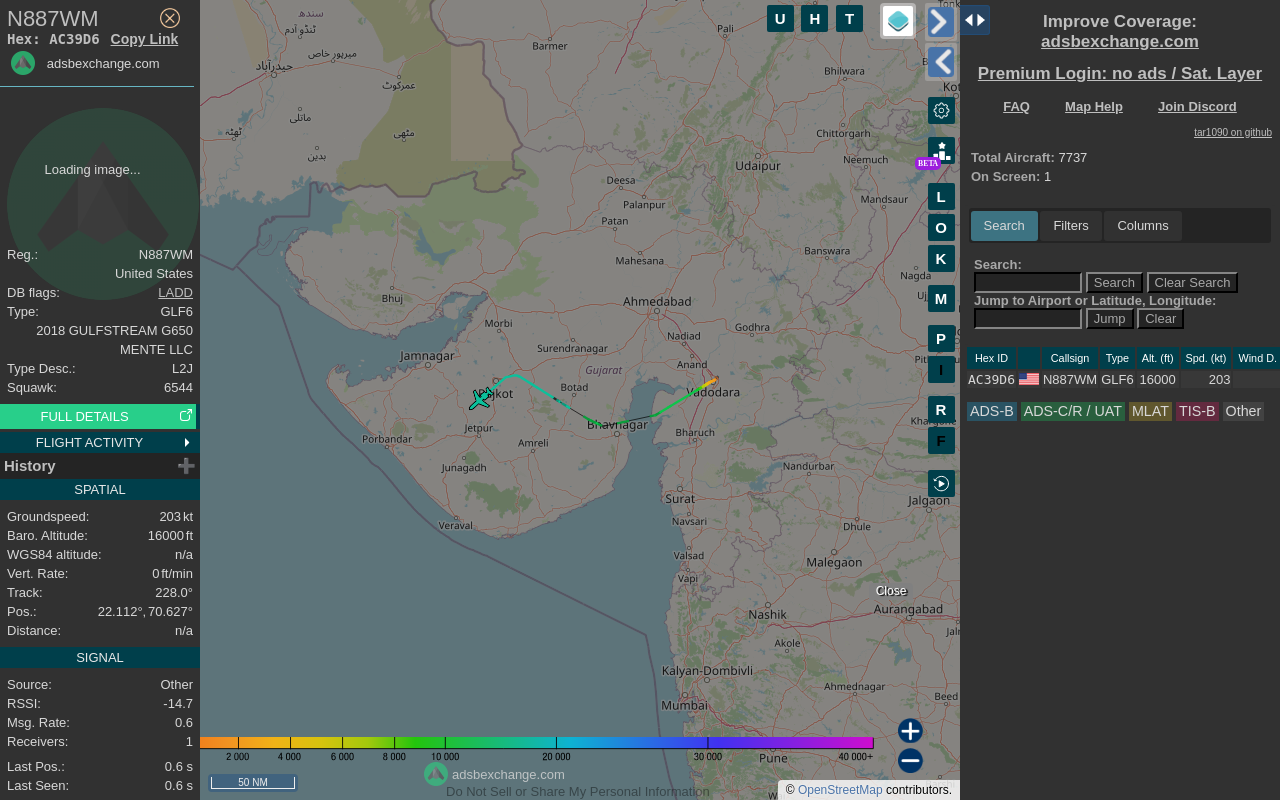 N887WM
Hex: AC39D6 Copy Link
adsbexchange.com
Loading image...
Reg.: N887WM
United States
DB flags: LADD
Type: GLF6
2018 GULFSTREAM G650
MENTE LLC
Type Desc.: L2J
Squawk: 6544
FULL DETAILS
FLIGHT ACTIVITY
History
SPATIAL
Groundspeed: 203 kt
Baro. Altitude: 16000 ft
WGS84 altitude: n/a
Vert. Rate: 0 ft/min
Track: 228.0°
Pos.: 22.112°, 70.627°
Distance: n/a
SIGNAL
Source: Other
RSSI: -14.7
Msg. Rate: 0.6
Receivers: 1
Last Pos.: 0.6 s
Last Seen: 0.6 s
سنڌھ
ٽنڊو آدم
ميرپور خاص
حيدرآباد
عمرڪوٽ
ماتلي
ٺٽہ
مٹھی
بدين
Barmer
Pali
Bhilwara
Chittorgarh
Neemuch
Udaipur
Mandsaur
Deesa
Palanpur
Patan
Mahesana
Banswara
Nagda
Ahmedabad
Godhra
Nadiad
Anand
Bhuj
Morbi
Surendranagar
Jamnagar
Gujarat
Botad
Vadodara
Bhavnagar
Bharuch
Jetpur
Amreli
Porbandar
Junagadh
Veraval
Surat
Navsari
Valsad
Vapi
Nandurbar
Dhule
Jalgaon
Malegaon
Nashik
Aurangabad
Akole
Kalyan-Dombivli
Ahmednagar
Beed
Mumbai
Pune
U H T
BETA
L
O
K
M
P
I
R
F
Close
2 000 4 000 6 000 8 000 10 000 20 000 30 000 40 000+
50 NM
adsbexchange.com
Do Not Sell or Share My Personal Information
© OpenStreetMap contributors.
Improve Coverage:
adsbexchange.com
Premium Login: no ads / Sat. Layer
FAQ Map Help Join Discord
tar1090 on github
Total Aircraft: 7737
On Screen: 1
Search Filters Columns
Search:
Search Clear Search
Jump to Airport or Latitude, Longitude:
Jump Clear
Hex ID Callsign Type Alt. (ft) Spd. (kt) Wind D.
AC39D6 N887WM GLF6 16000 203
ADS-B ADS-C/R / UAT MLAT TIS-B Other